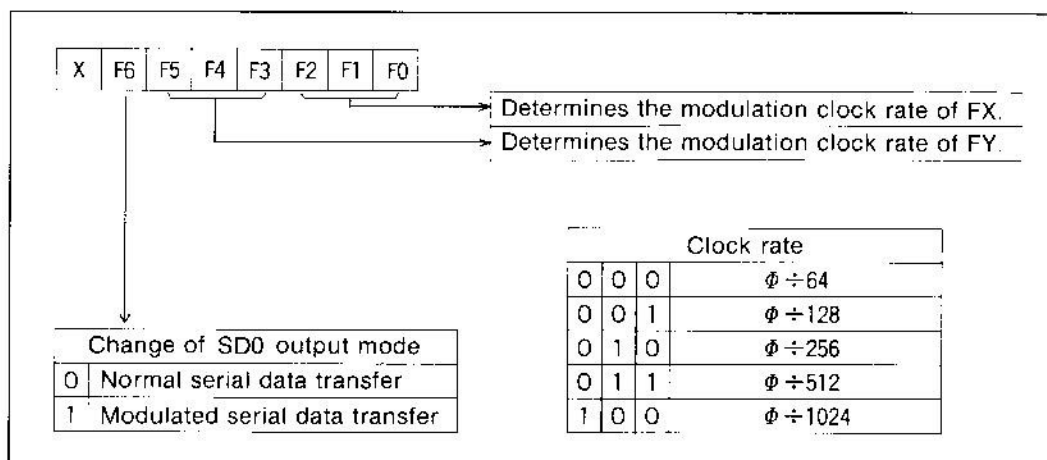 X F6 F5 F4 F3 F2 F1 F0
Determines the modulation clock rate of FX.
Determines the modulation clock rate of FY.
Change of SD0 output mode
0 Normal serial data transfer
1 Modulated serial data transfer
Clock rate
0 0 0 Φ÷64
0 0 1 Φ÷128
0 1 0 Φ÷256
0 1 1 Φ÷512
1 0 0 Φ÷1024